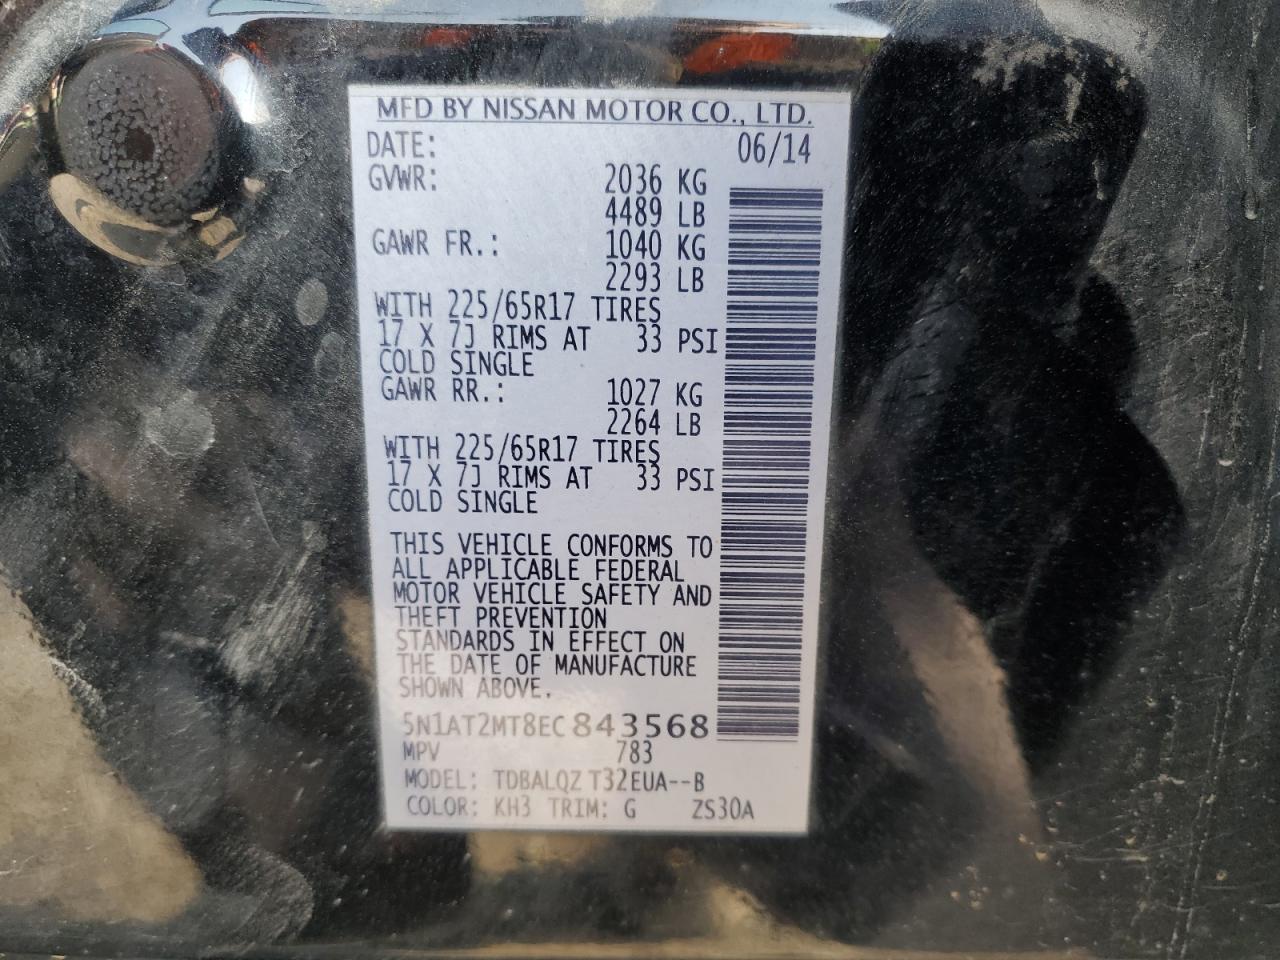 MFD BY NISSAN MOTOR CO., LTD.
DATE: 06/14
GVWR: 2036 KG
4489 LB
GAWR FR.: 1040 KG
2293 LB
WITH 225/65R17 TIRES
17 X 7J RIMS AT 33 PSI
COLD SINGLE
GAWR RR.: 1027 KG
2264 LB
WITH 225/65R17 TIRES
17 X 7J RIMS AT 33 PSI
COLD SINGLE
THIS VEHICLE CONFORMS TO
ALL APPLICABLE FEDERAL
MOTOR VEHICLE SAFETY AND
THEFT PREVENTION
STANDARDS IN EFFECT ON
THE DATE OF MANUFACTURE
SHOWN ABOVE.
5N1AT2MT8EC843568
MPV 783
MODEL: TDBALQZ T32EUA--B
COLOR: KH3 TRIM: G ZS30A